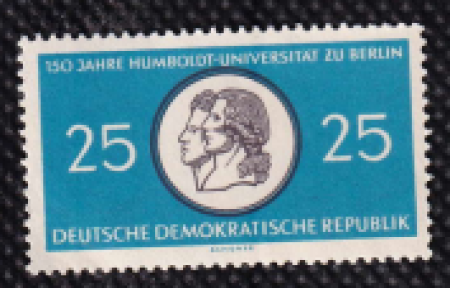 150 JAHRE HUMBOLDT-UNIVERSITÄT ZU BERLIN
25 25
DEUTSCHE DEMOKRATISCHE REPUBLIK